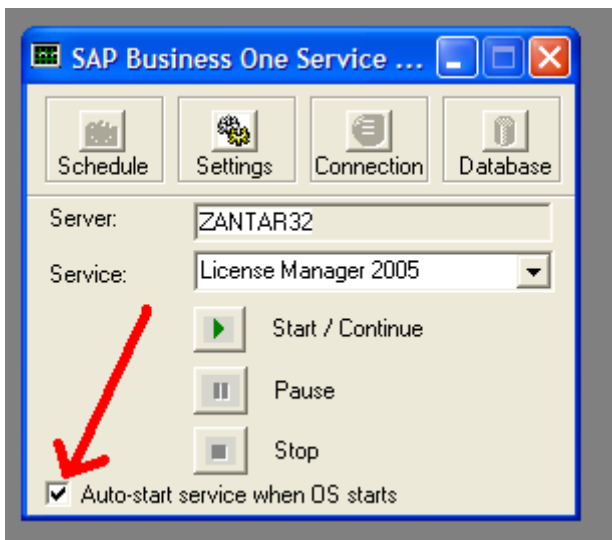 SAP Business One Service ...
Schedule Settings Connection Database
Server: ZANTAR32
Service: License Manager 2005
Start / Continue
Pause
Stop
Auto-start service when OS starts